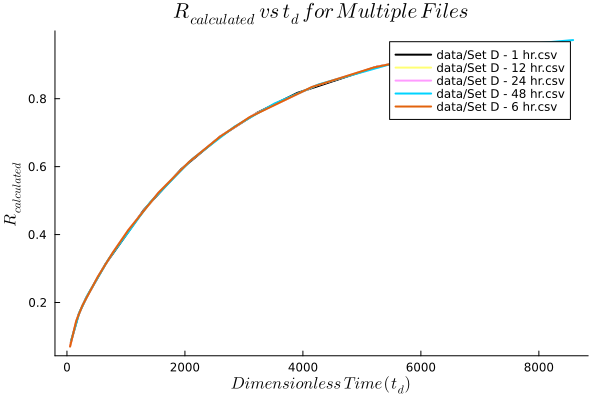 R_calculated vs t_d for Multiple Files
data/Set D - 1 hr.csv
data/Set D - 12 hr.csv
data/Set D - 24 hr.csv
data/Set D - 48 hr.csv
data/Set D - 6 hr.csv
R_calculated
0.8
0.6
0.4
0.2
0 2000 4000 6000 8000
Dimensionless Time (t_d)